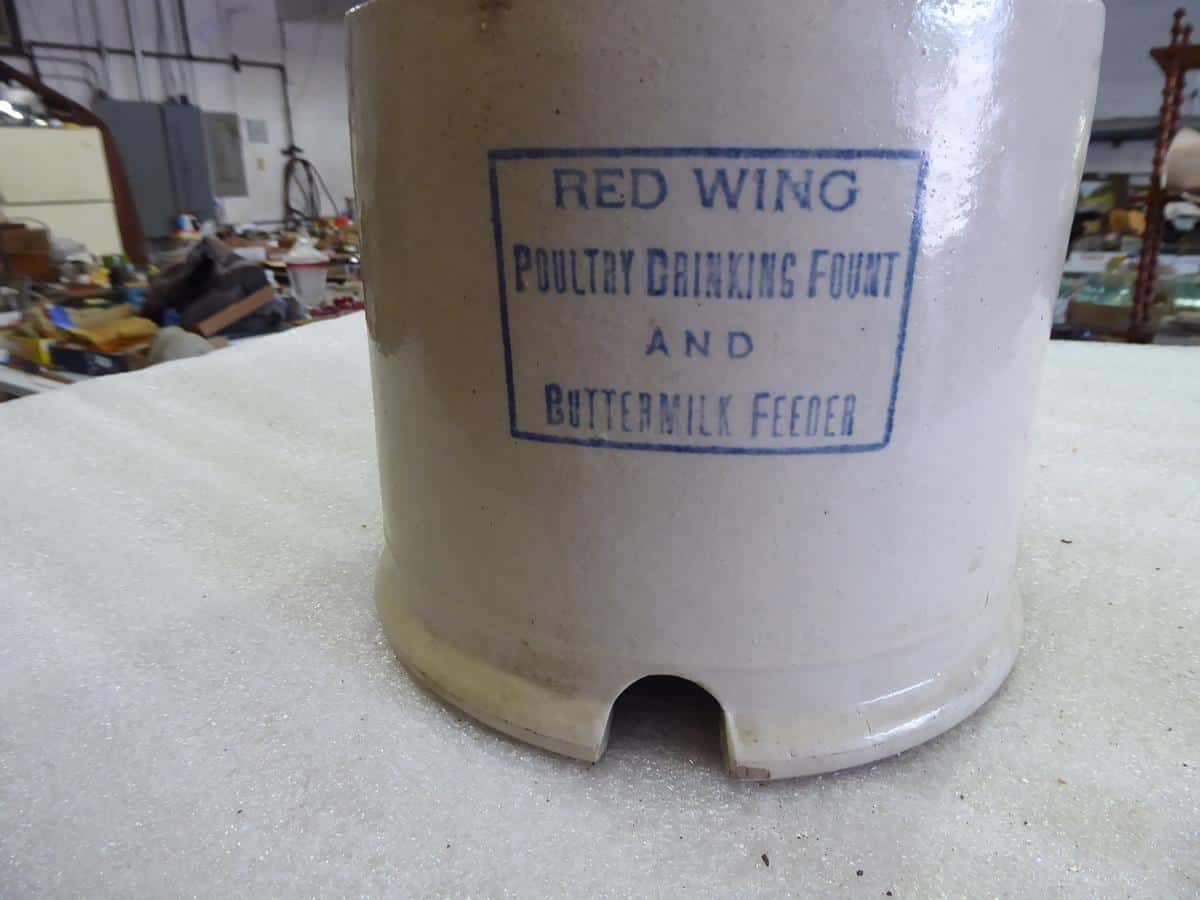 RED WING
POULTRY DRINKING FOUNT
AND
BUTTERMILK FEEDER